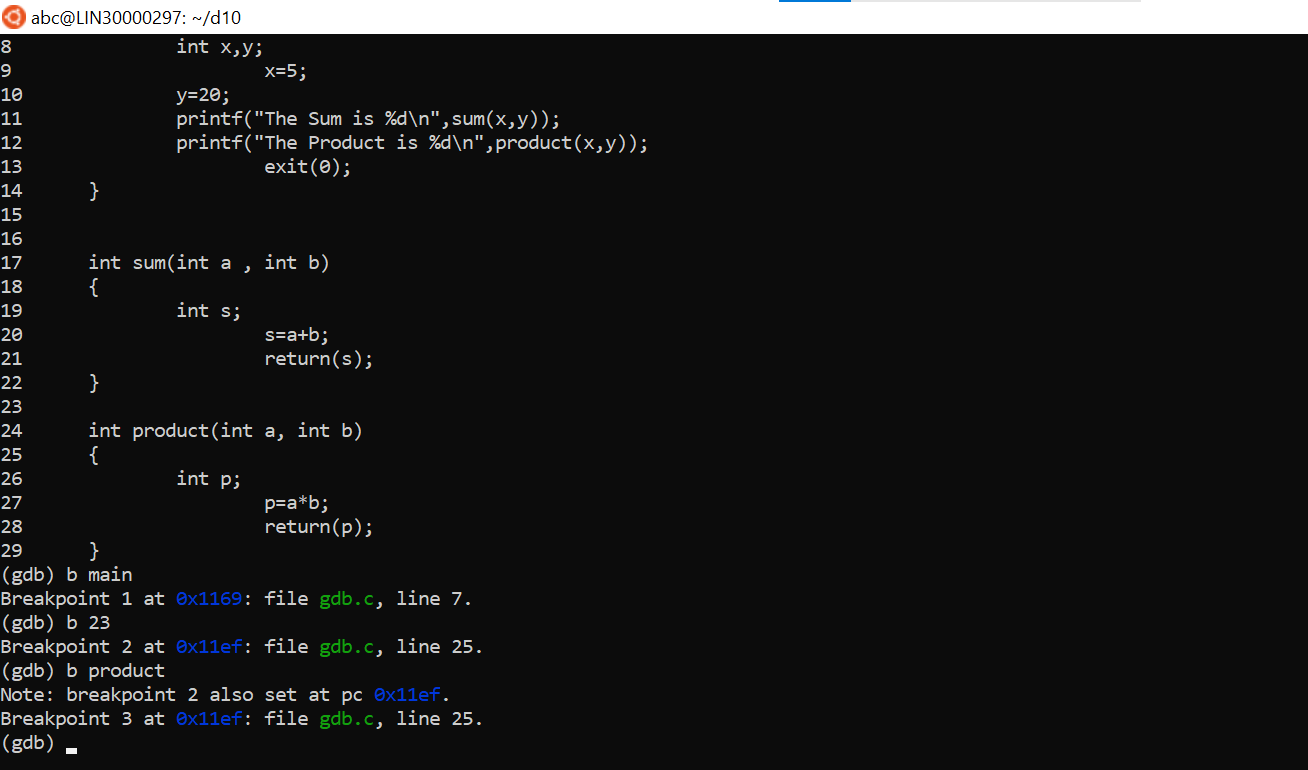 abc@LIN30000297: ~/d10
8               int x,y;
9                       x=5;
10              y=20;
11              printf("The Sum is %d\n",sum(x,y));
12              printf("The Product is %d\n",product(x,y));
13                      exit(0);
14      }
15
16
17      int sum(int a , int b)
18      {
19              int s;
20                      s=a+b;
21                      return(s);
22      }
23
24      int product(int a, int b)
25      {
26              int p;
27                      p=a*b;
28                      return(p);
29      }
(gdb) b main
Breakpoint 1 at 0x1169: file gdb.c, line 7.
(gdb) b 23
Breakpoint 2 at 0x11ef: file gdb.c, line 25.
(gdb) b product
Note: breakpoint 2 also set at pc 0x11ef.
Breakpoint 3 at 0x11ef: file gdb.c, line 25.
(gdb)